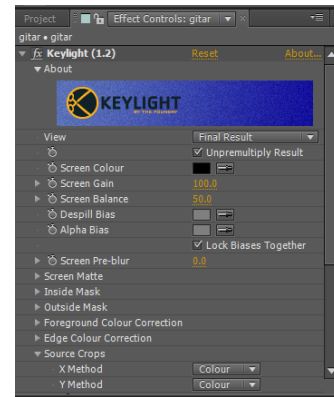 Project Effect Controls: gitar
gitar • gitar
fx Keylight (1.2) Reset About...
About
KEYLIGHT
BY THE FOUNDRY
View Final Result
Unpremultiply Result
Screen Colour
Screen Gain 100.0
Screen Balance 50.0
Despill Bias
Alpha Bias
Lock Biases Together
Screen Pre-blur 0.0
Screen Matte
Inside Mask
Outside Mask
Foreground Colour Correction
Edge Colour Correction
Source Crops
X Method Colour
Y Method Colour